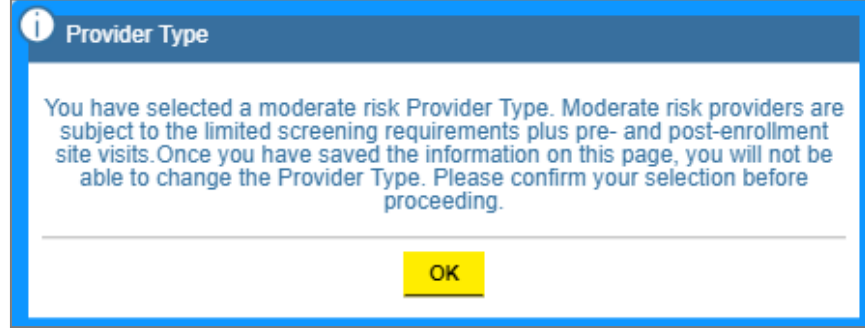 Provider Type
You have selected a moderate risk Provider Type. Moderate risk providers are
subject to the limited screening requirements plus pre- and post-enrollment
site visits.Once you have saved the information on this page, you will not be
able to change the Provider Type. Please confirm your selection before
proceeding.
OK